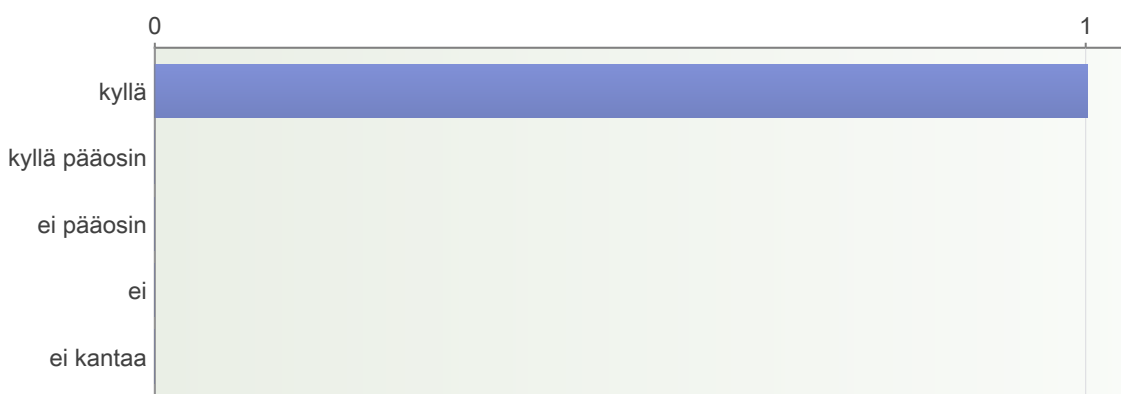 0 1
kyllä
kyllä pääosin
ei pääosin
ei
ei kantaa